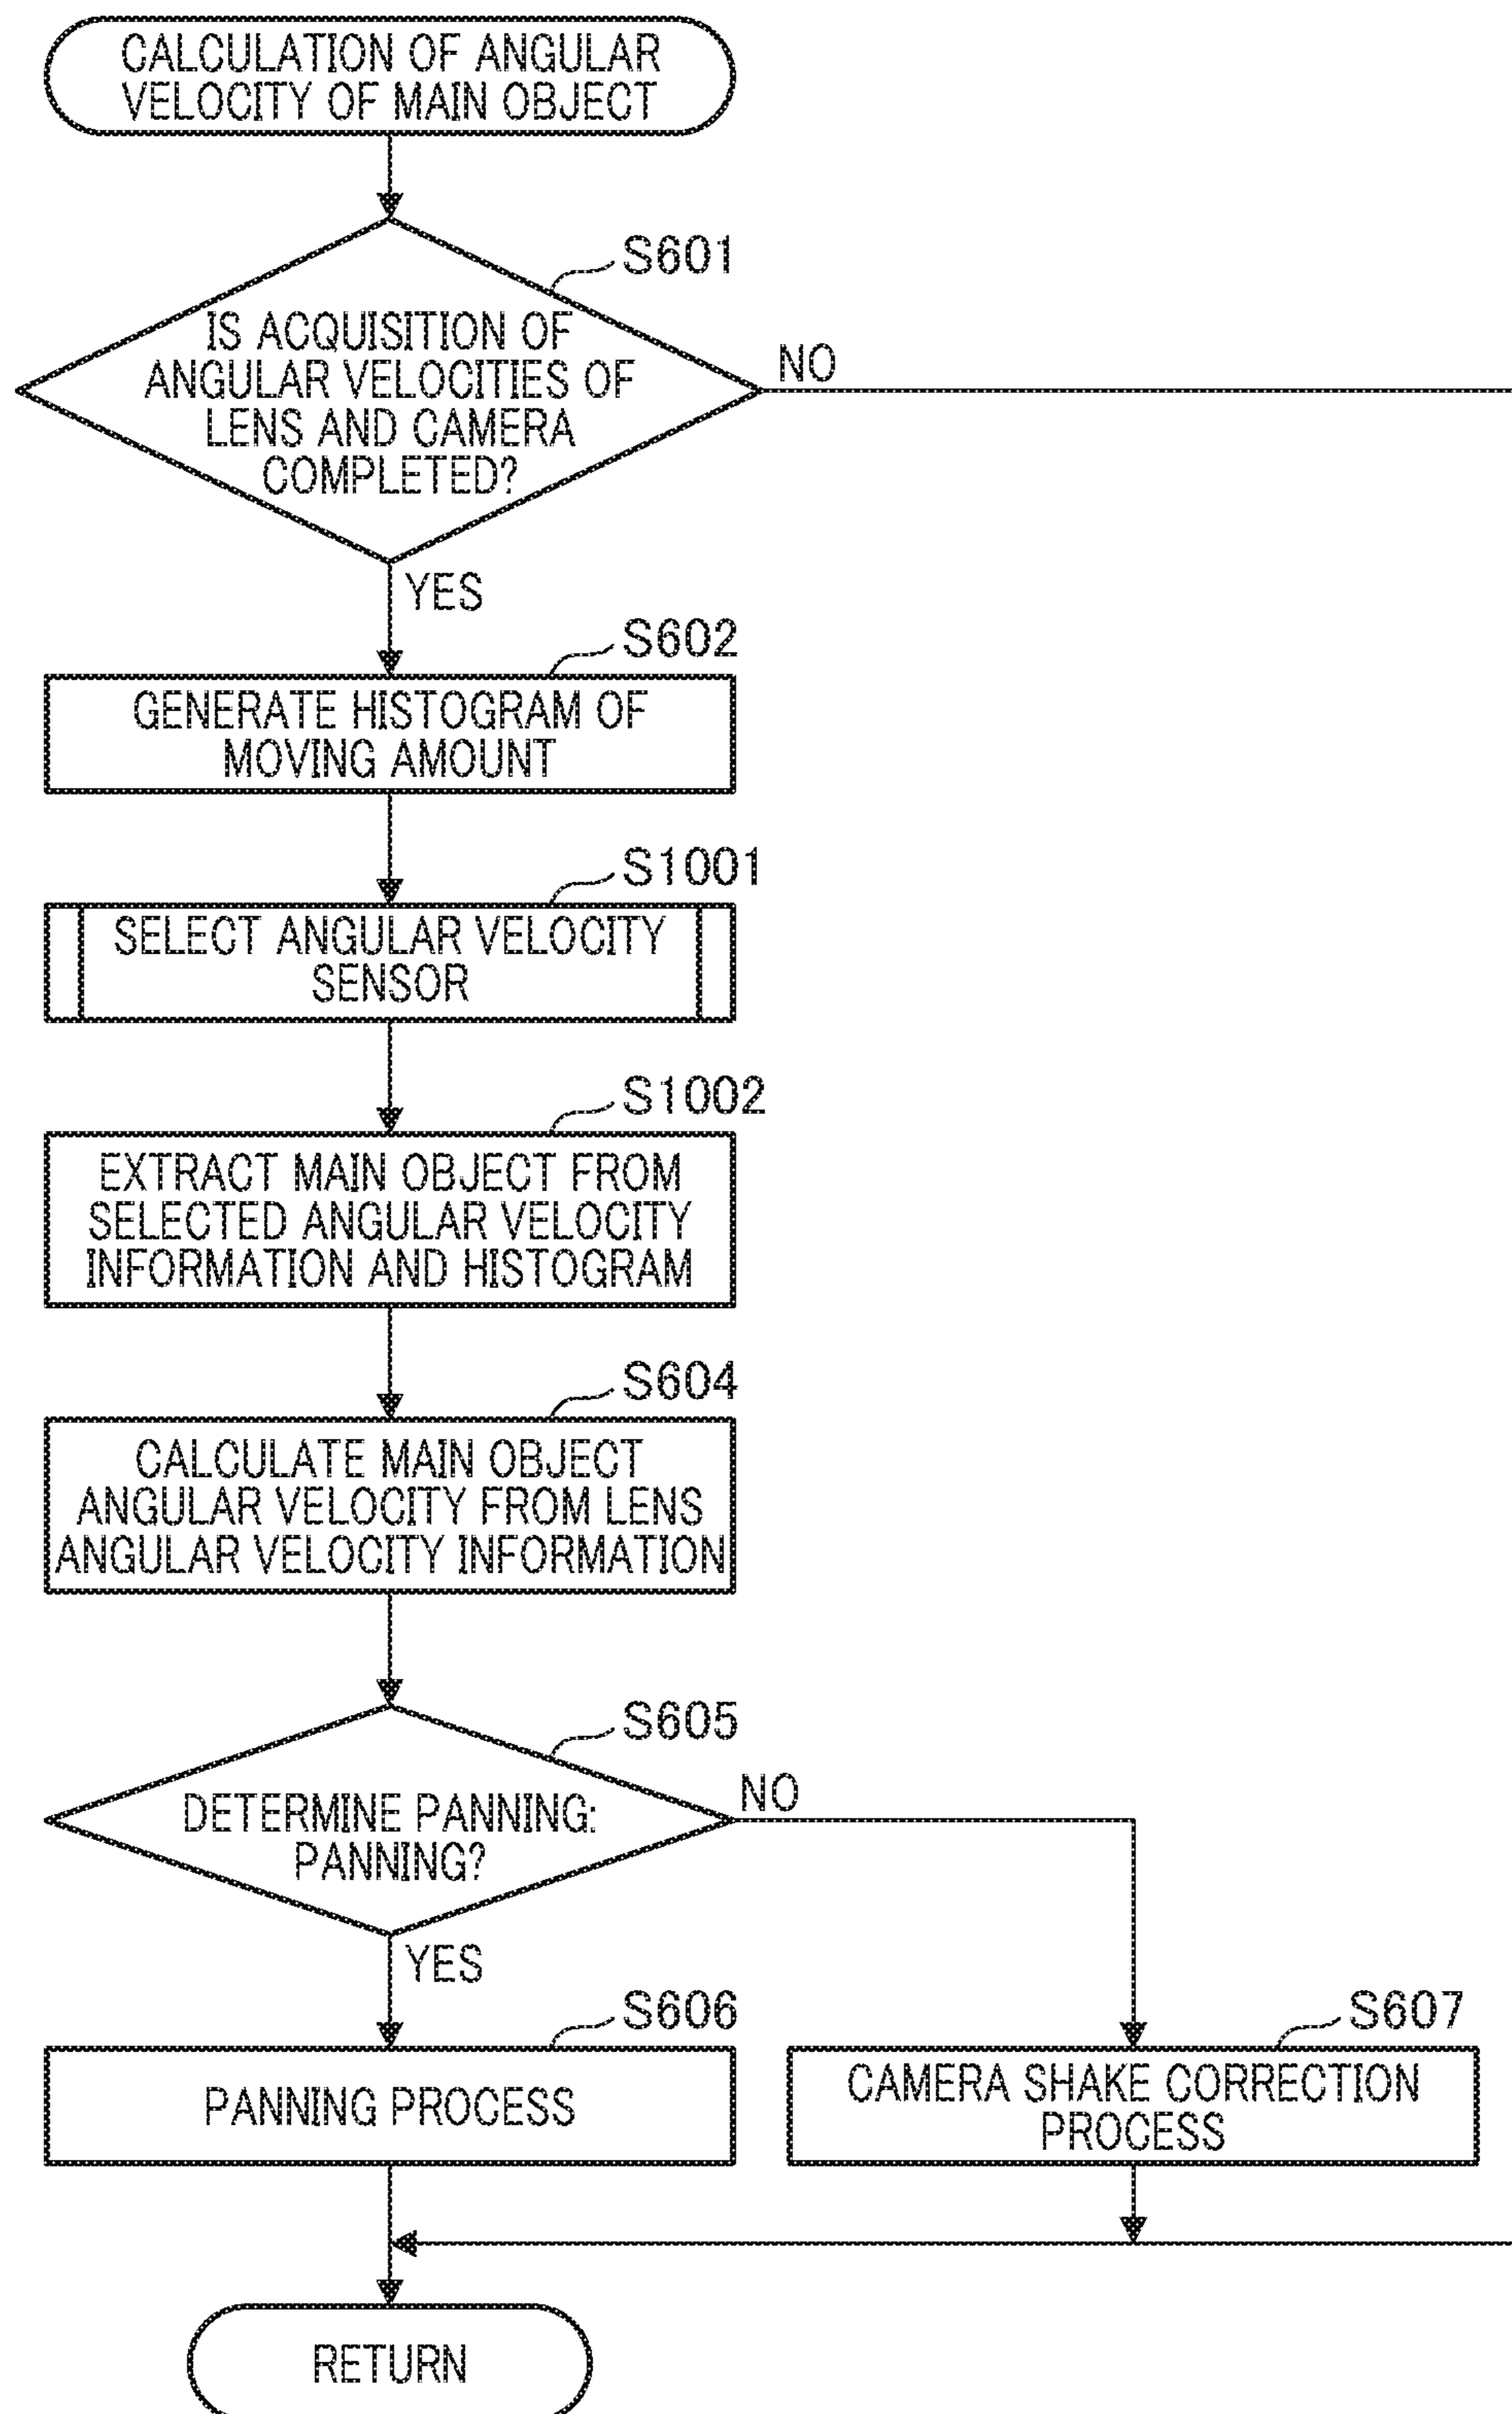 CALCULATION OF ANGULAR
VELOCITY OF MAIN OBJECT
S601
IS ACQUISITION OF
ANGULAR VELOCITIES OF
LENS AND CAMERA
COMPLETED?
NO
YES
S602
GENERATE HISTOGRAM OF
MOVING AMOUNT
S1001
SELECT ANGULAR VELOCITY
SENSOR
S1002
EXTRACT MAIN OBJECT FROM
SELECTED ANGULAR VELOCITY
INFORMATION AND HISTOGRAM
S604
CALCULATE MAIN OBJECT
ANGULAR VELOCITY FROM LENS
ANGULAR VELOCITY INFORMATION
S605
DETERMINE PANNING:
PANNING?
NO
YES
S606
PANNING PROCESS
S607
CAMERA SHAKE CORRECTION
PROCESS
RETURN